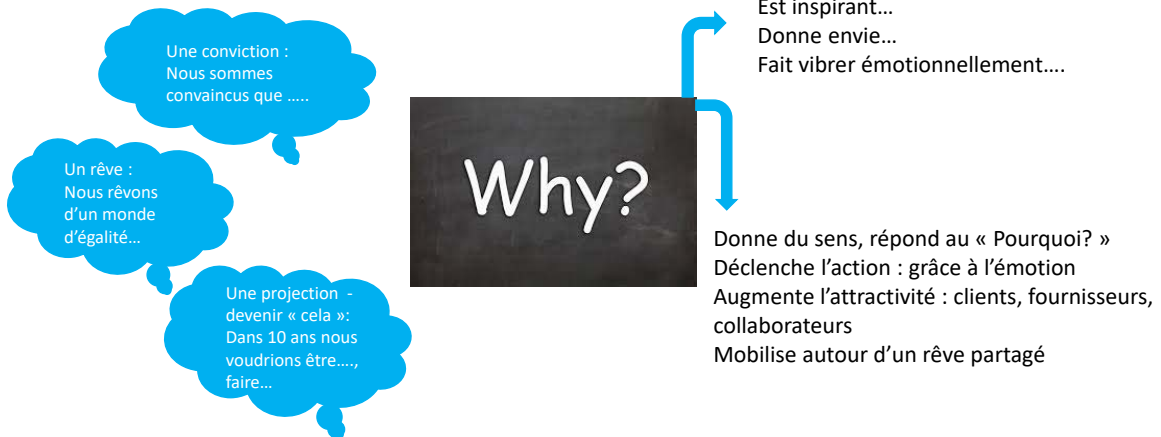 Une conviction :
Nous sommes
convaincus que …..
Un rêve :
Nous rêvons
d’un monde
d’égalité…
Une projection -
devenir « cela »:
Dans 10 ans nous
voudrions être….,
faire…
Why?
Est inspirant…
Donne envie…
Fait vibrer émotionnellement….
Donne du sens, répond au « Pourquoi? »
Déclenche l’action : grâce à l’émotion
Augmente l’attractivité : clients, fournisseurs,
collaborateurs
Mobilise autour d’un rêve partagé